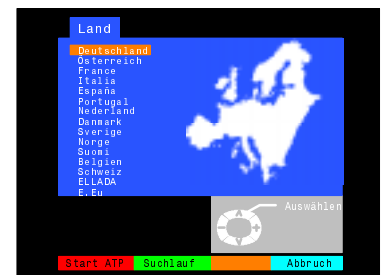 Land
Deutschland
Österreich
France
Italia
España
Portugal
Nederland
Danmark
Sverige
Norge
Suomi
Belgien
Schweiz
ELLADA
E.Eu
Auswählen
Start ATP Suchlauf Abbruch